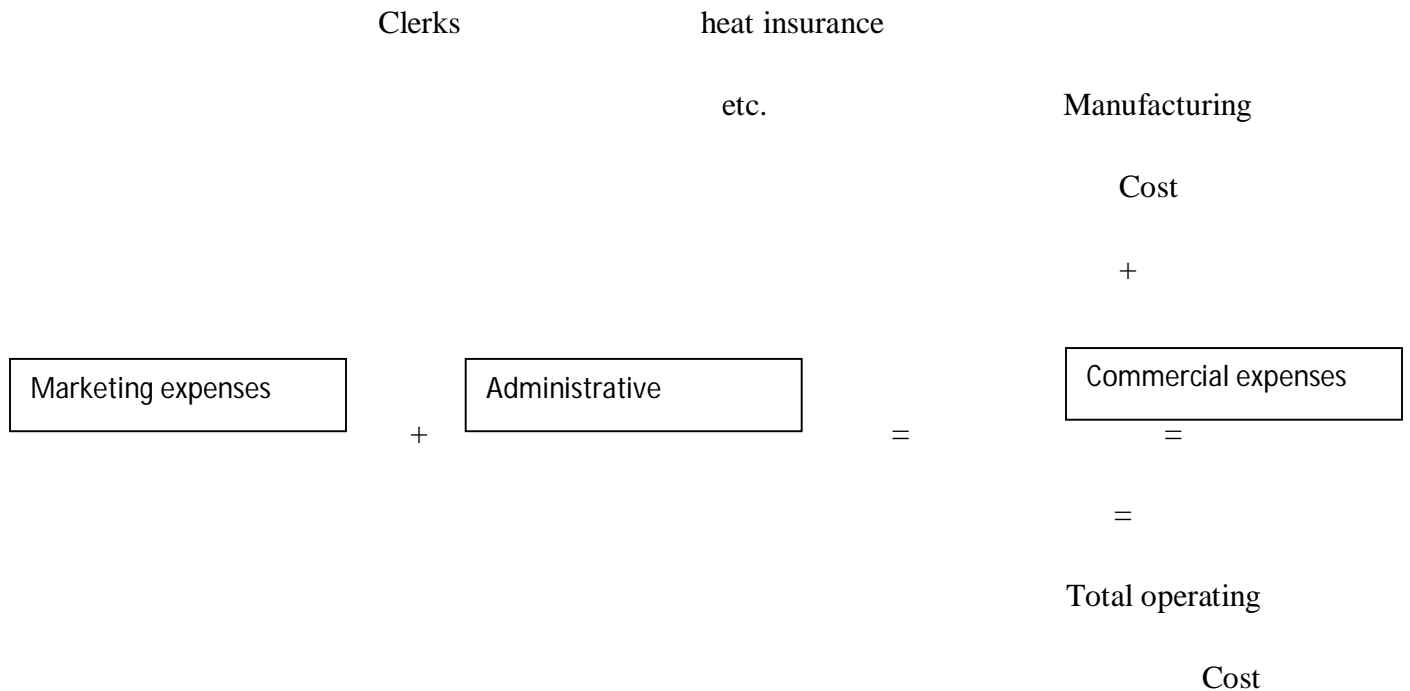 Clerks heat insurance
etc. Manufacturing
Cost
+
Marketing expenses Administrative Commercial expenses
+ = =
=
Total operating
Cost